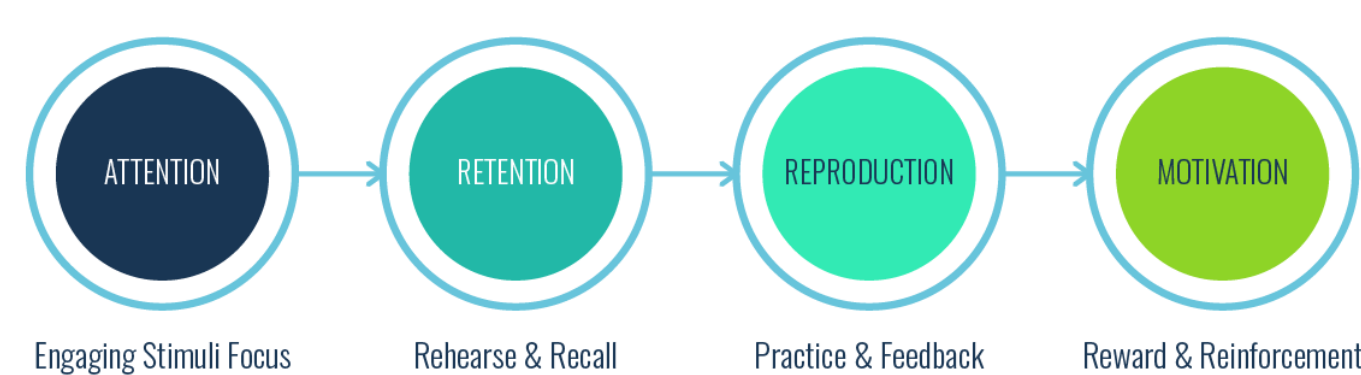 ATTENTION
RETENTION
REPRODUCTION
MOTIVATION
Engaging Stimuli Focus
Rehearse & Recall
Practice & Feedback
Reward & Reinforcement